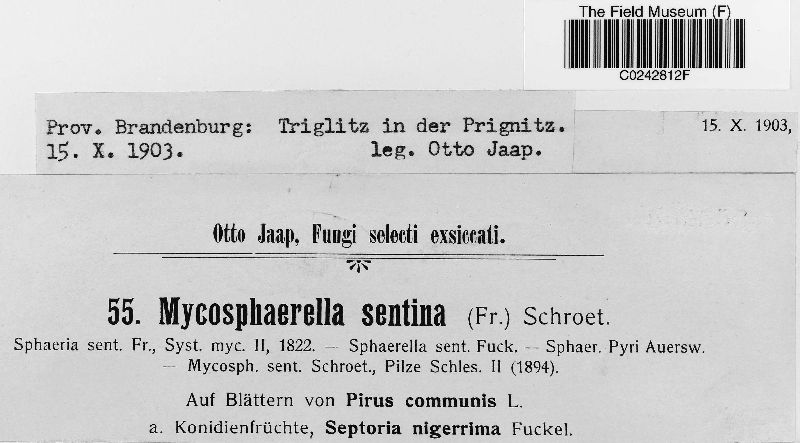 The Field Museum (F)
C0242812F
Prov. Brandenburg: Triglitz in der Prignitz.
15. X. 1903. leg. Otto Jaap.
15. X. 1903,
Otto Jaap, Fungi selecti exsiccati.
55. Mycosphaerella sentina (Fr.) Schroet.
Sphaeria sent. Fr., Syst. myc. II, 1822. — Sphaerella sent. Fuck. — Sphaer. Pyri Auersw.
— Mycosph. sent. Schroet., Pilze Schles. II (1894).
Auf Blättern von Pirus communis L.
a. Konidienfrüchte, Septoria nigerrima Fuckel.